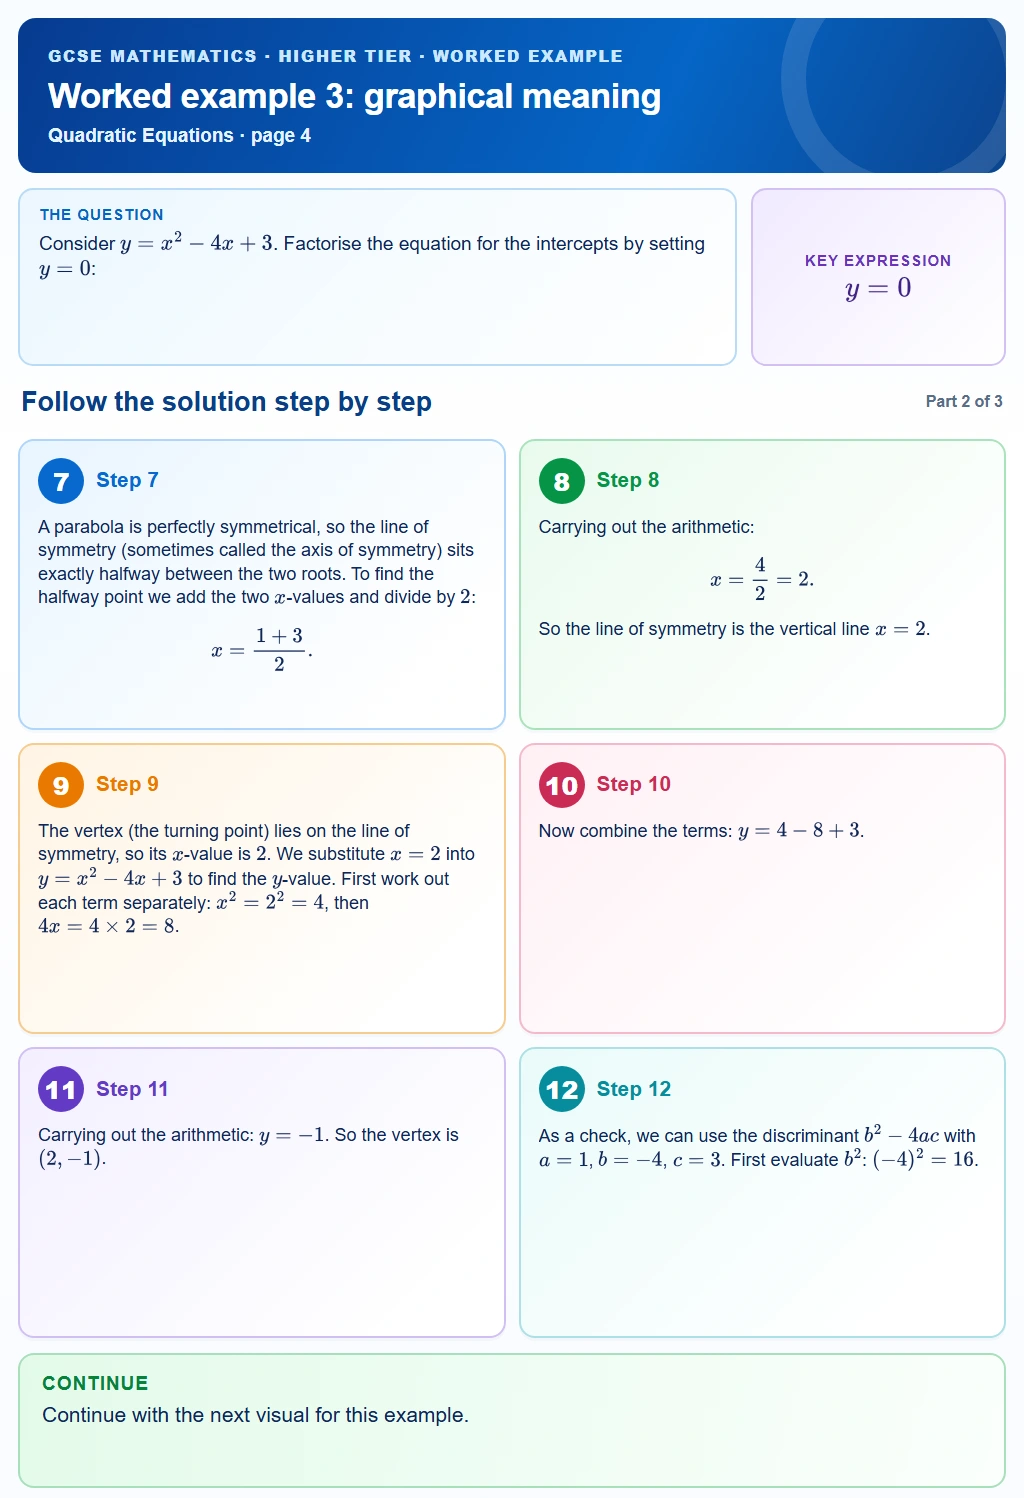 GCSE MATHEMATICS · HIGHER TIER · WORKED EXAMPLE
Worked example 3: graphical meaning
Quadratic Equations · page 4
THE QUESTION
Consider y = x² − 4x + 3. Factorise the equation for the intercepts by setting
y = 0:
KEY EXPRESSION
y = 0
Follow the solution step by step
Part 2 of 3
7 Step 7
A parabola is perfectly symmetrical, so the line of
symmetry (sometimes called the axis of symmetry) sits
exactly halfway between the two roots. To find the
halfway point we add the two x-values and divide by 2:
x = (1 + 3)/2.
8 Step 8
Carrying out the arithmetic:
x = 4/2 = 2.
So the line of symmetry is the vertical line x = 2.
9 Step 9
The vertex (the turning point) lies on the line of
symmetry, so its x-value is 2. We substitute x = 2 into
y = x² − 4x + 3 to find the y-value. First work out
each term separately: x² = 2² = 4, then
4x = 4 × 2 = 8.
10 Step 10
Now combine the terms: y = 4 − 8 + 3.
11 Step 11
Carrying out the arithmetic: y = −1. So the vertex is
(2, −1).
12 Step 12
As a check, we can use the discriminant b² − 4ac with
a = 1, b = −4, c = 3. First evaluate b²: (−4)² = 16.
CONTINUE
Continue with the next visual for this example.